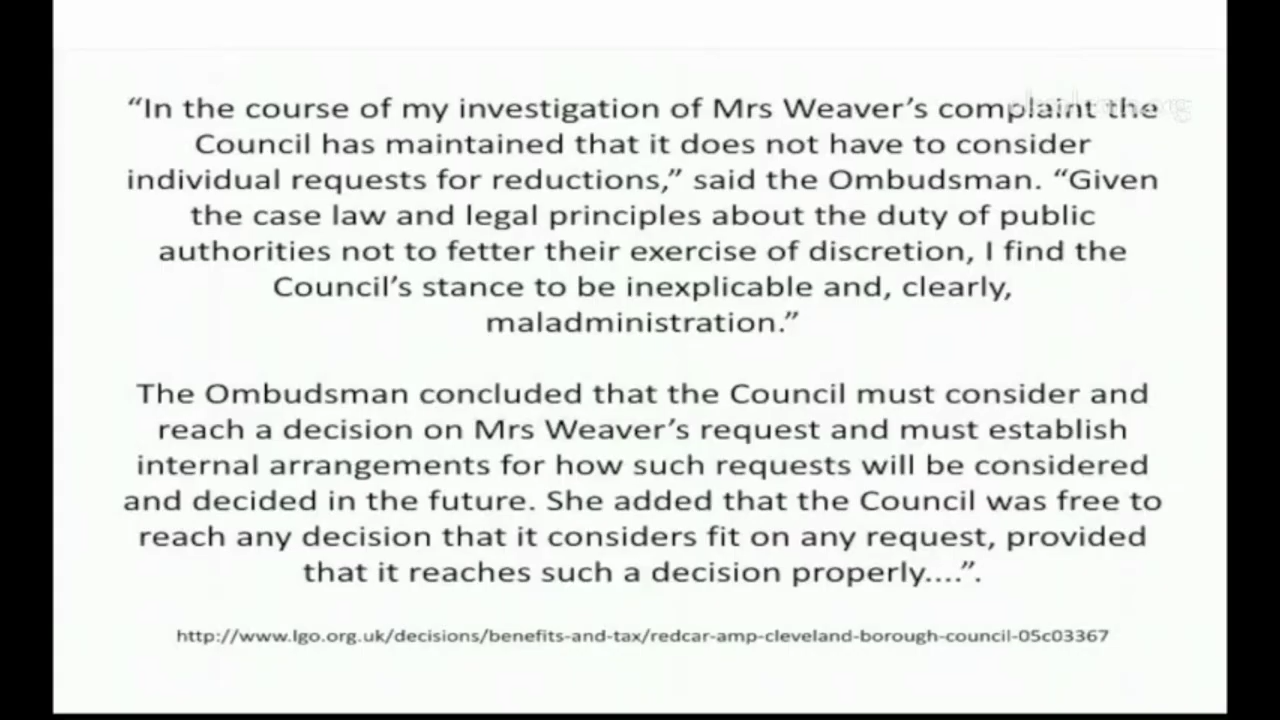 “In the course of my investigation of Mrs Weaver’s complaint the
Council has maintained that it does not have to consider
individual requests for reductions,” said the Ombudsman. “Given
the case law and legal principles about the duty of public
authorities not to fetter their exercise of discretion, I find the
Council’s stance to be inexplicable and, clearly,
maladministration.”
The Ombudsman concluded that the Council must consider and
reach a decision on Mrs Weaver’s request and must establish
internal arrangements for how such requests will be considered
and decided in the future. She added that the Council was free to
reach any decision that it considers fit on any request, provided
that it reaches such a decision properly....”.
http://www.lgo.org.uk/decisions/benefits-and-tax/redcar-amp-cleveland-borough-council-05c03367